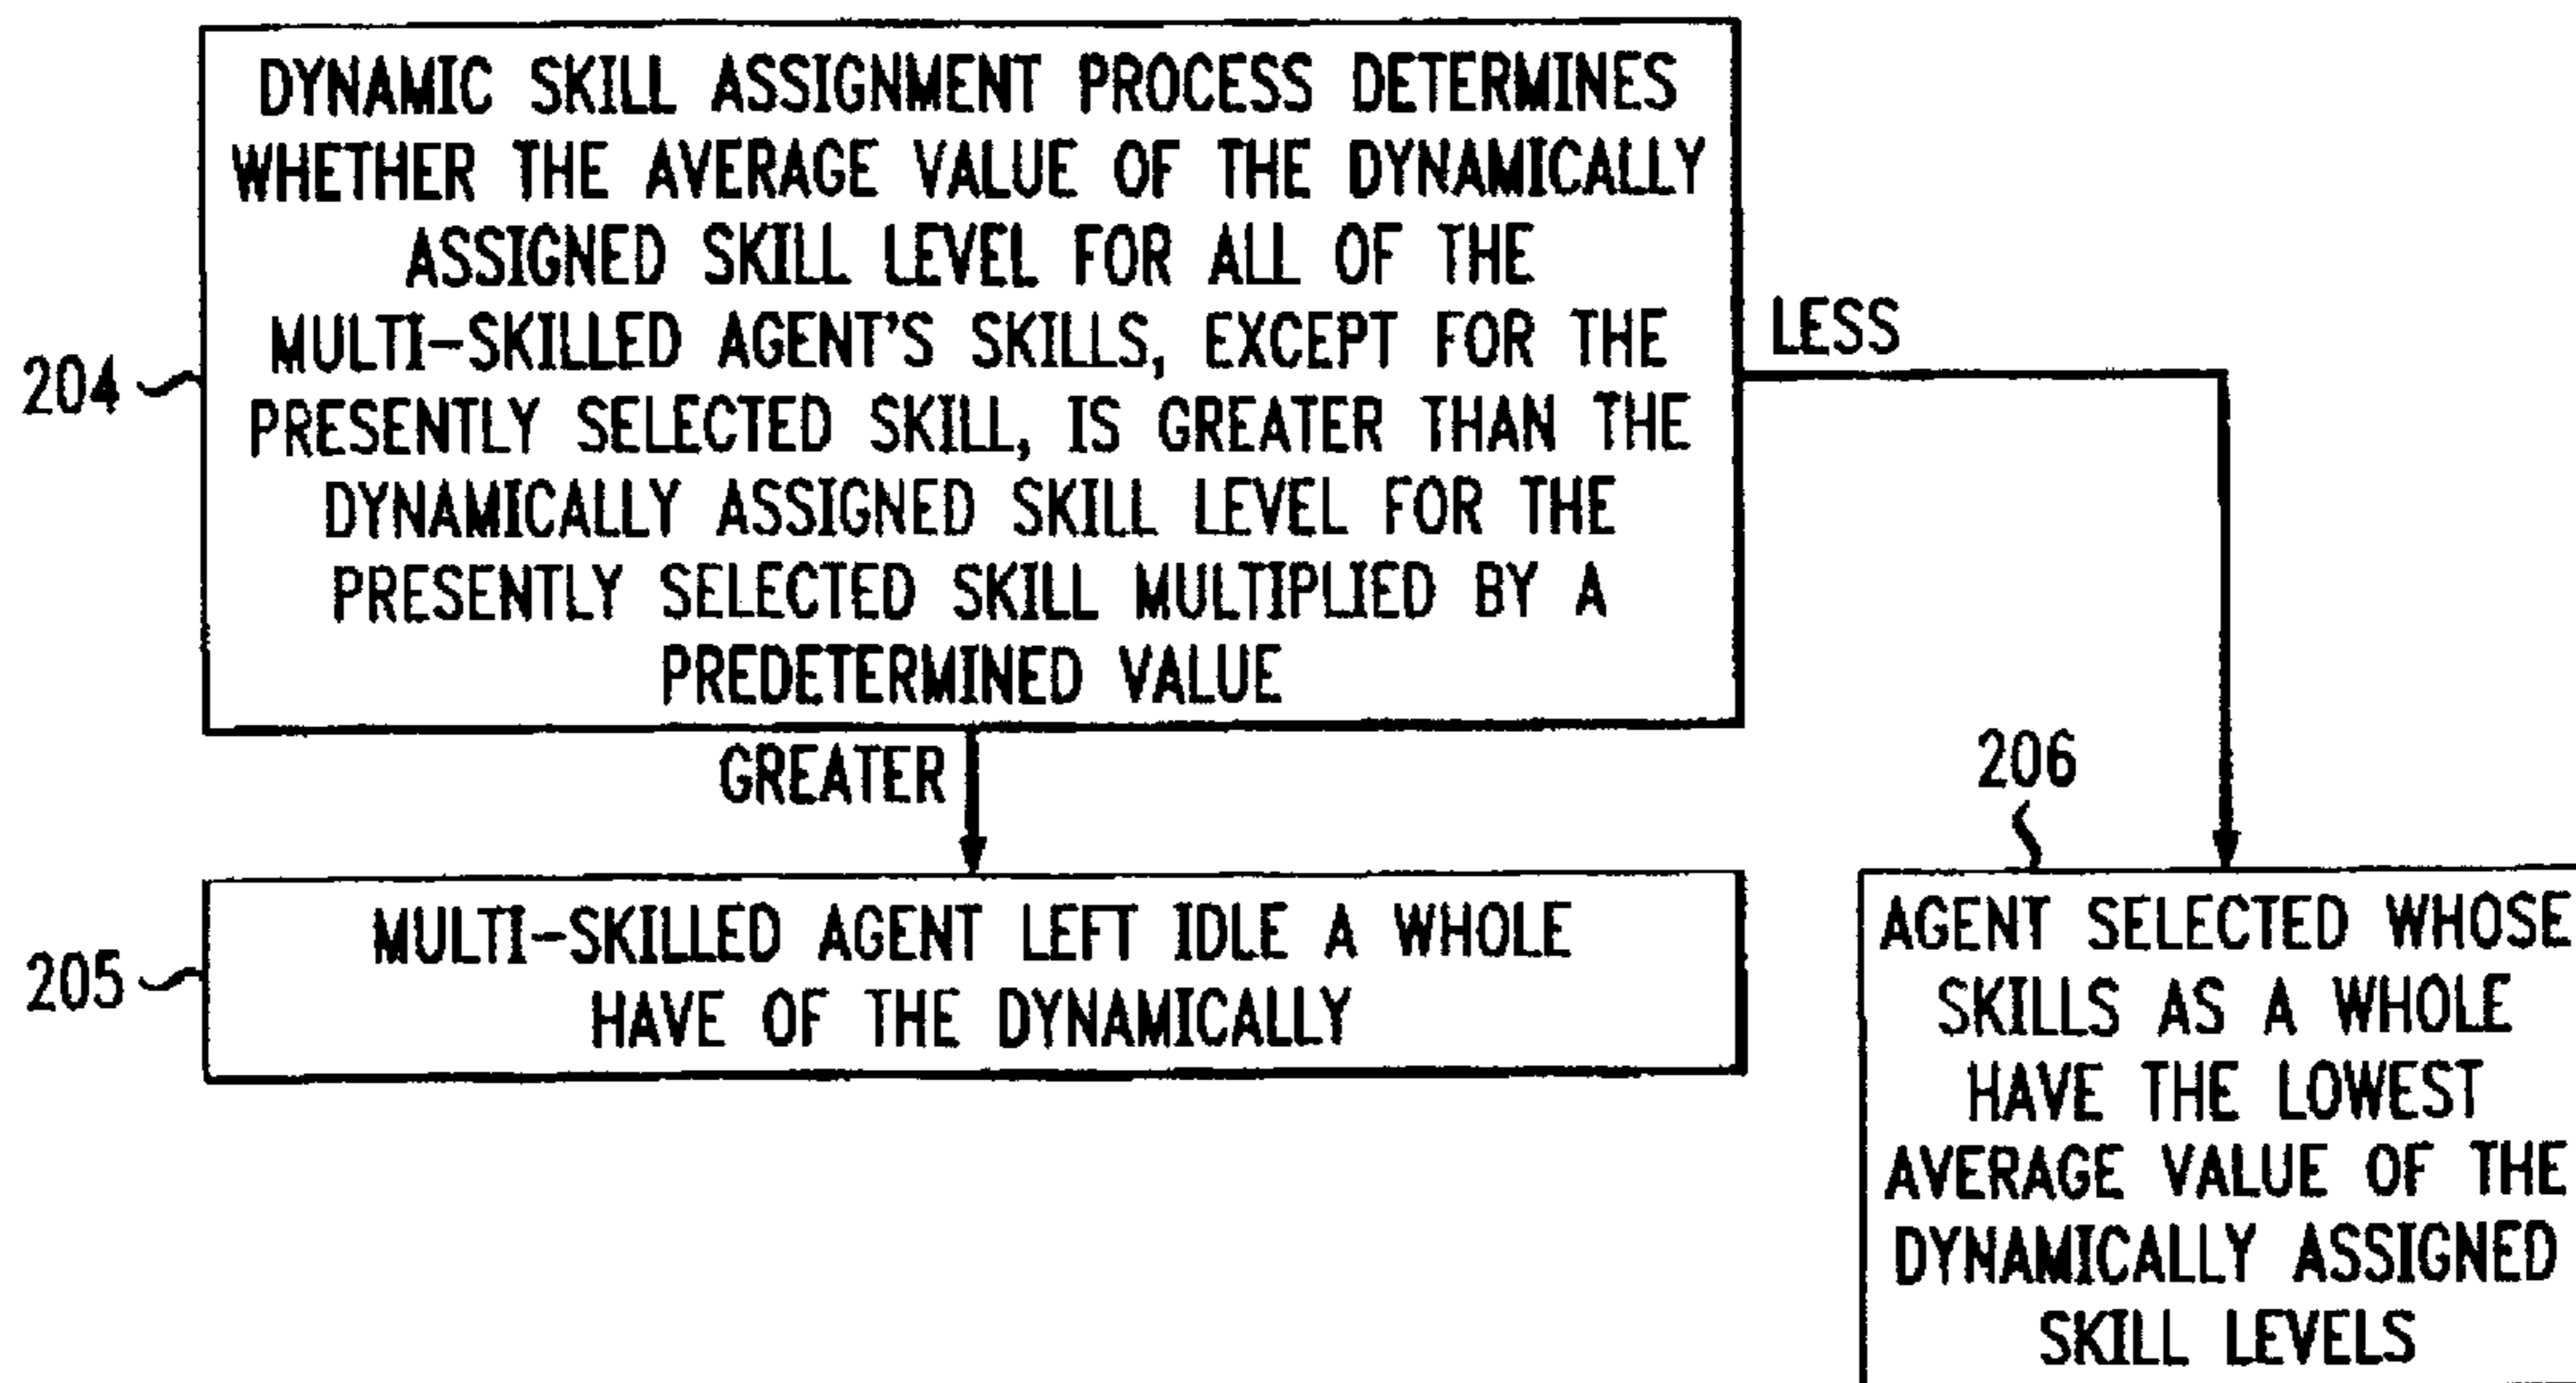 DYNAMIC SKILL ASSIGNMENT PROCESS DETERMINES
WHETHER THE AVERAGE VALUE OF THE DYNAMICALLY
ASSIGNED SKILL LEVEL FOR ALL OF THE
MULTI-SKILLED AGENT'S SKILLS, EXCEPT FOR THE
PRESENTLY SELECTED SKILL, IS GREATER THAN THE
DYNAMICALLY ASSIGNED SKILL LEVEL FOR THE
PRESENTLY SELECTED SKILL MULTIPLIED BY A
PREDETERMINED VALUE
204
LESS
GREATER
205
MULTI-SKILLED AGENT LEFT IDLE A WHOLE
HAVE OF THE DYNAMICALLY
206
AGENT SELECTED WHOSE
SKILLS AS A WHOLE
HAVE THE LOWEST
AVERAGE VALUE OF THE
DYNAMICALLY ASSIGNED
SKILL LEVELS